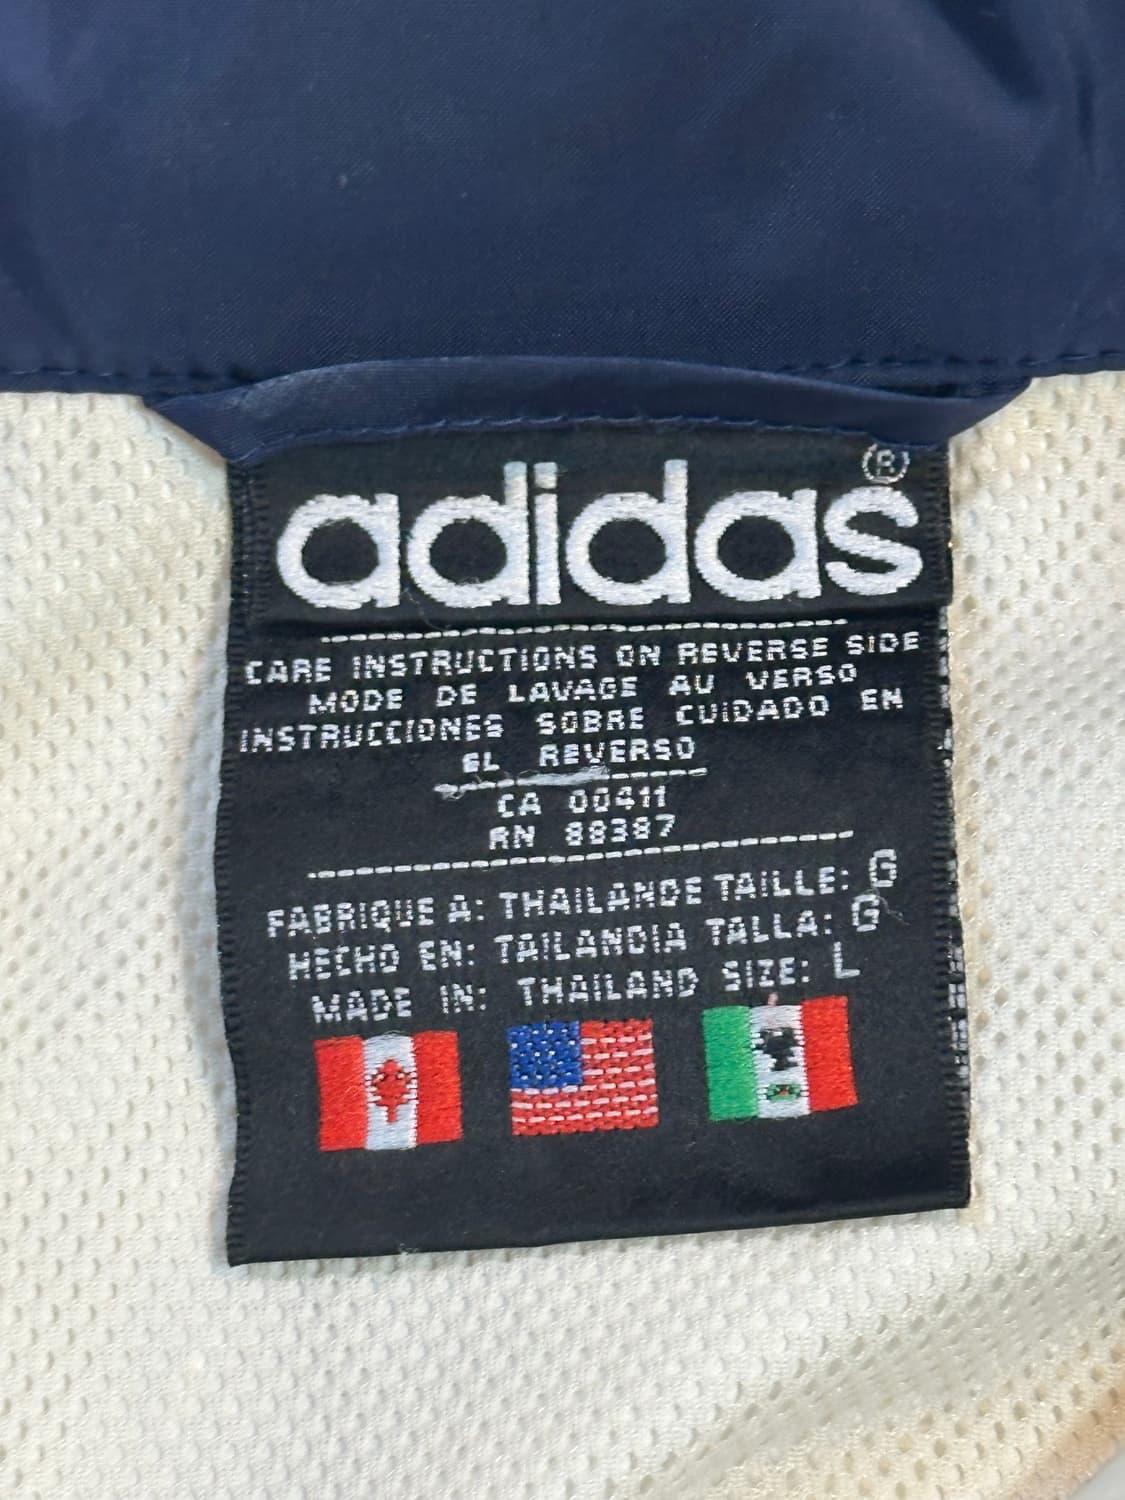 adidas®
CARE INSTRUCTIONS ON REVERSE SIDE
MODE DE LAVAGE AU VERSO
INSTRUCCIONES SOBRE CUIDADO EN
EL REVERSO
CA 00411
RN 88387
FABRIQUE A: THAILANDE TAILLE: G
HECHO EN: TAILANDIA TALLA: G
MADE IN: THAILAND SIZE: L